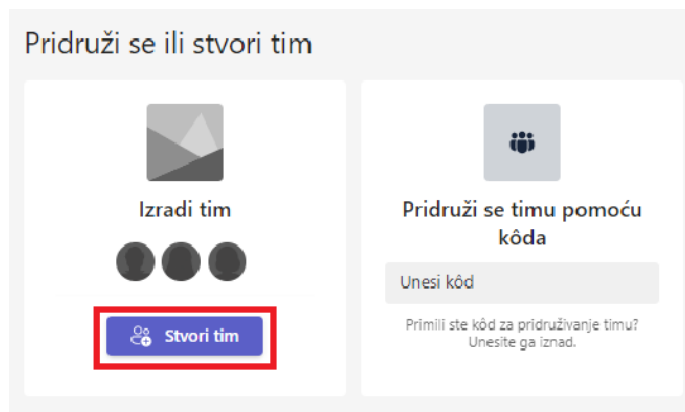 Pridruži se ili stvori tim
Izradi tim
Stvori tim
Pridruži se timu pomoću
kôda
Unesi kôd
Primili ste kôd za pridruživanje timu?
Unesite ga iznad.